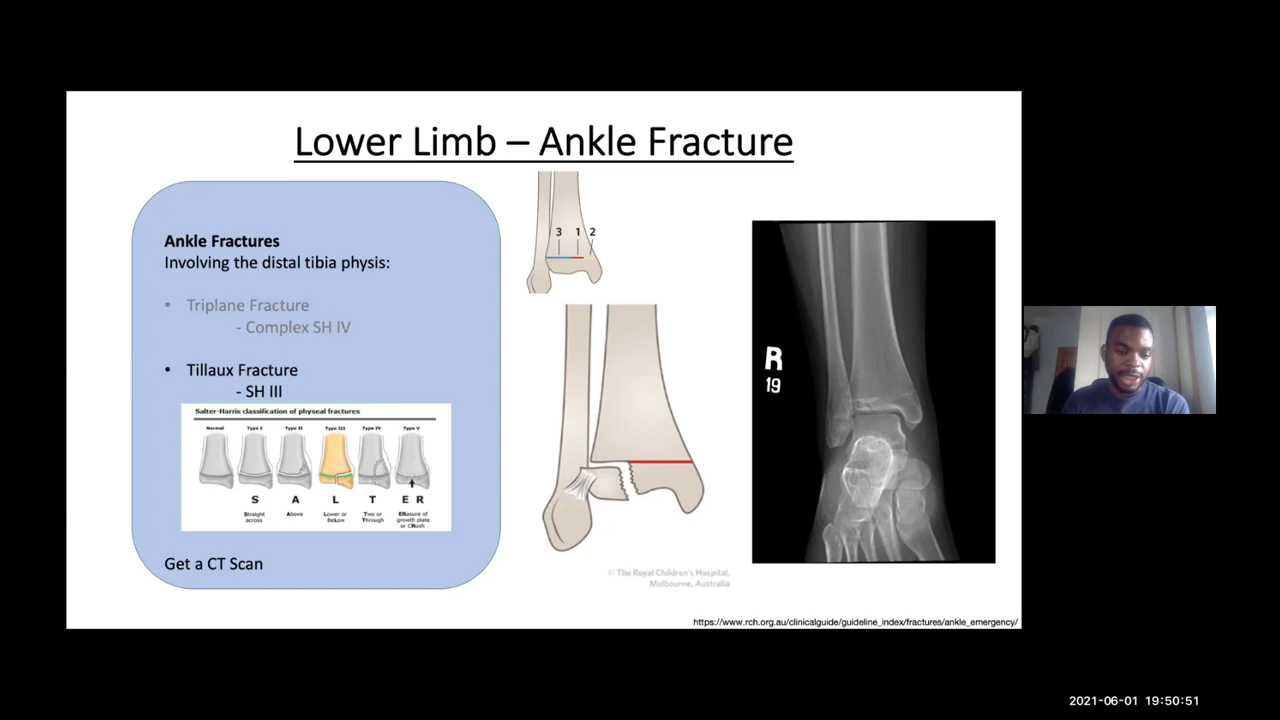 Lower Limb – Ankle Fracture
Ankle Fractures
Involving the distal tibia physis:
• Triplane Fracture
- Complex SH IV
• Tillaux Fracture
- SH III
Salter-Harris classification of physeal fractures
Normal Type I Type II Type III Type IV Type V
S A L T E R
Straight across
Above
Lower or BeLow
Two or Through
ERasure of growth plate or CRush
Get a CT Scan
3 1 2
© The Royal Children's Hospital,
Melbourne, Australia
R
19
https://www.rch.org.au/clinicalguide/guideline_index/fractures/ankle_emergency/
2021-06-01 19:50:51